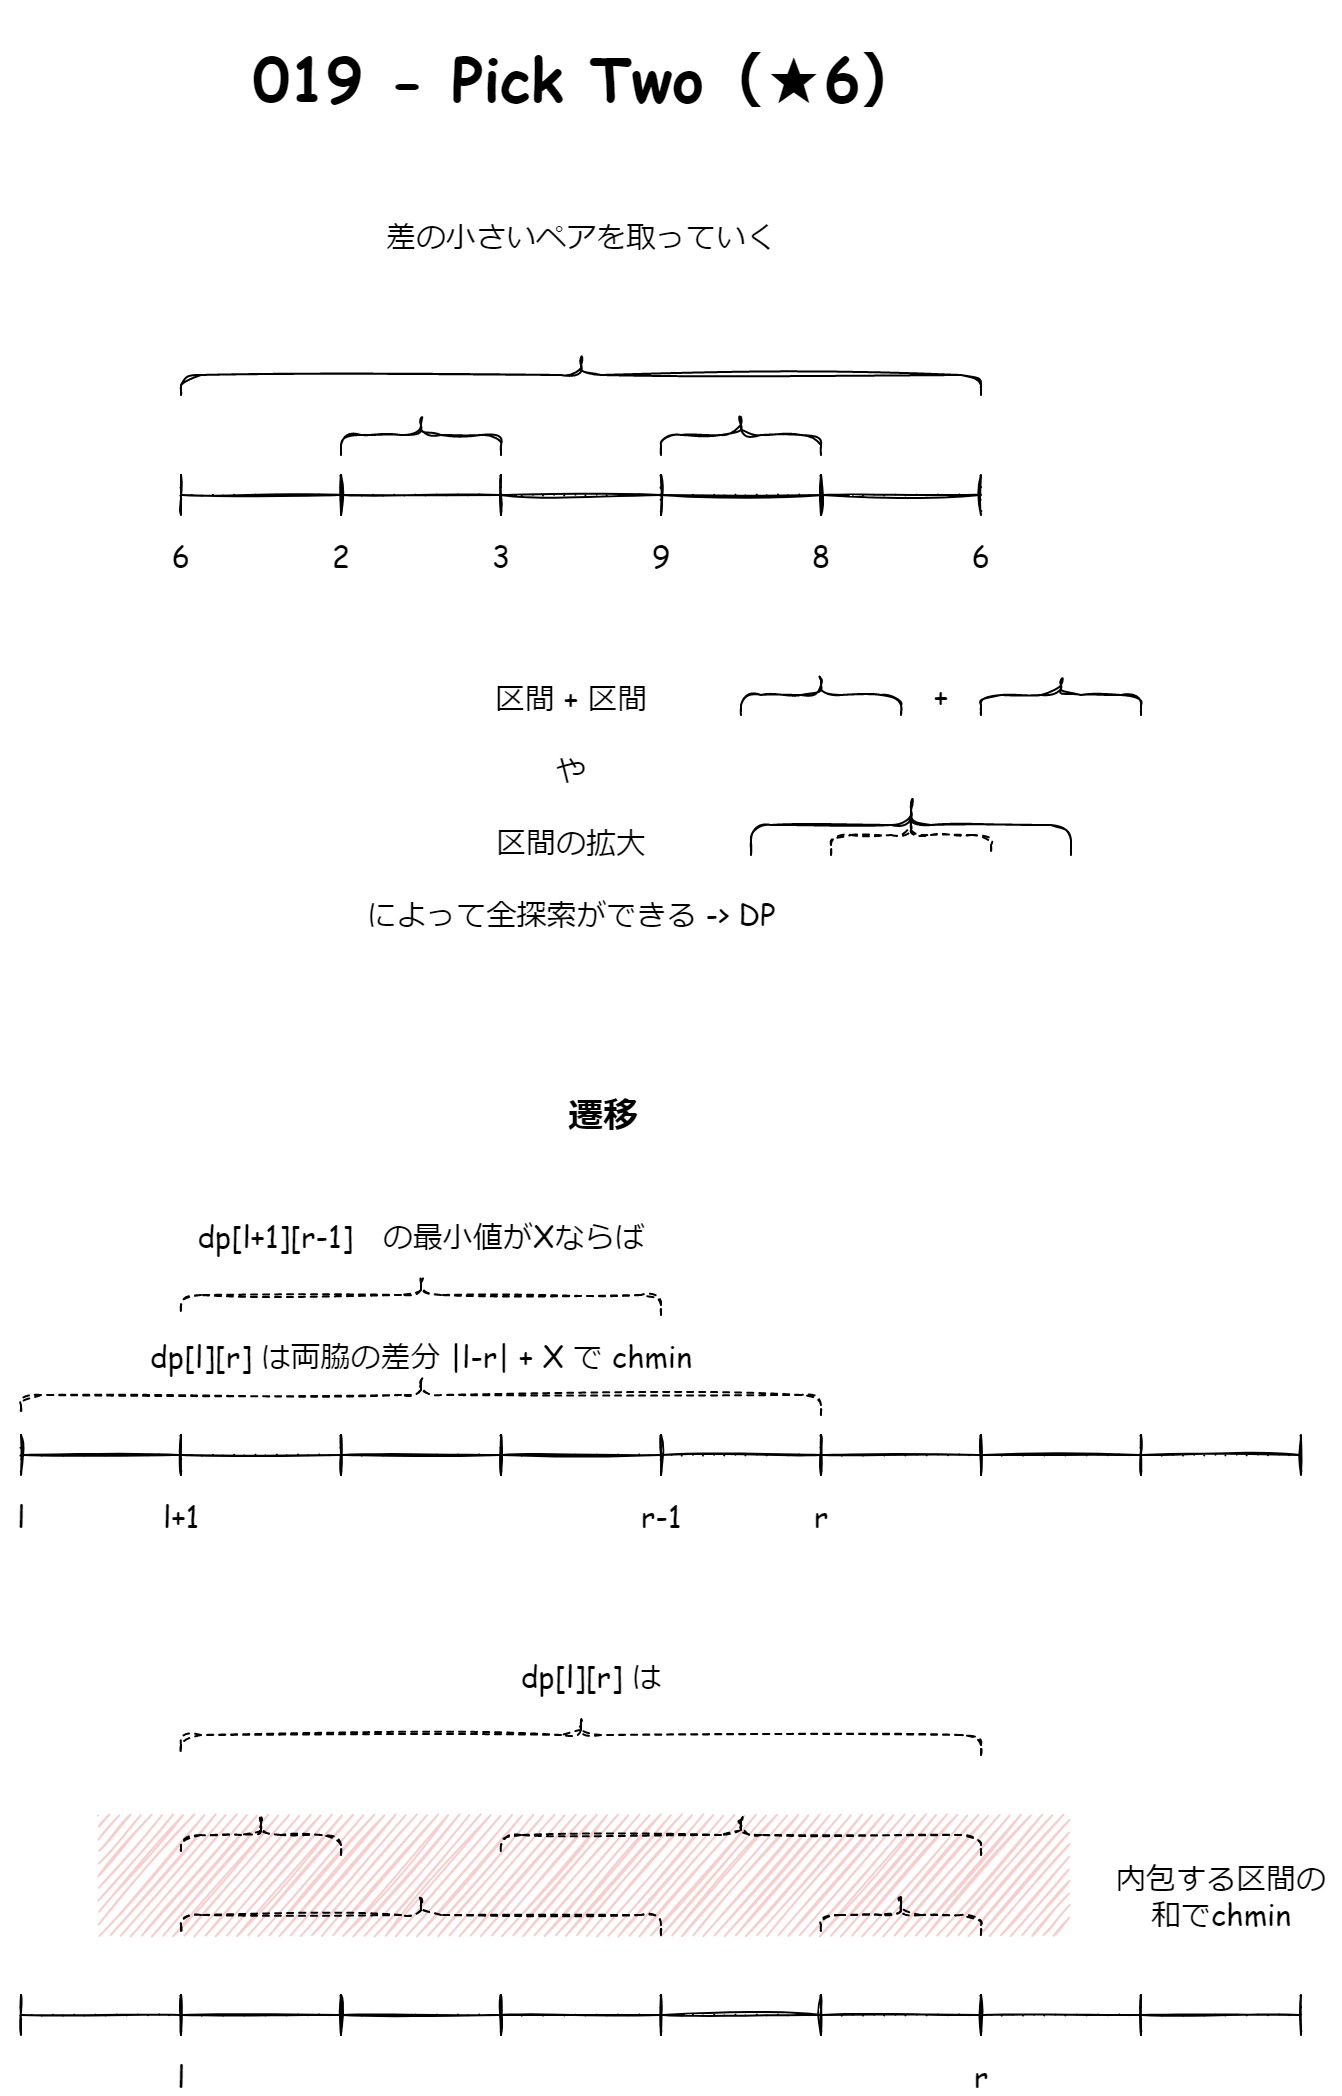 019 - Pick Two（★6）
差の小さいペアを取っていく
6 2 3 9 8 6
区間 + 区間 +
や
区間の拡大
によって全探索ができる -> DP
遷移
dp[l+1][r-1] の最小値がXならば
dp[l][r] は両脇の差分 |l-r| + X で chmin
l l+1 r-1 r
dp[l][r] は
内包する区間の
和でchmin
l r